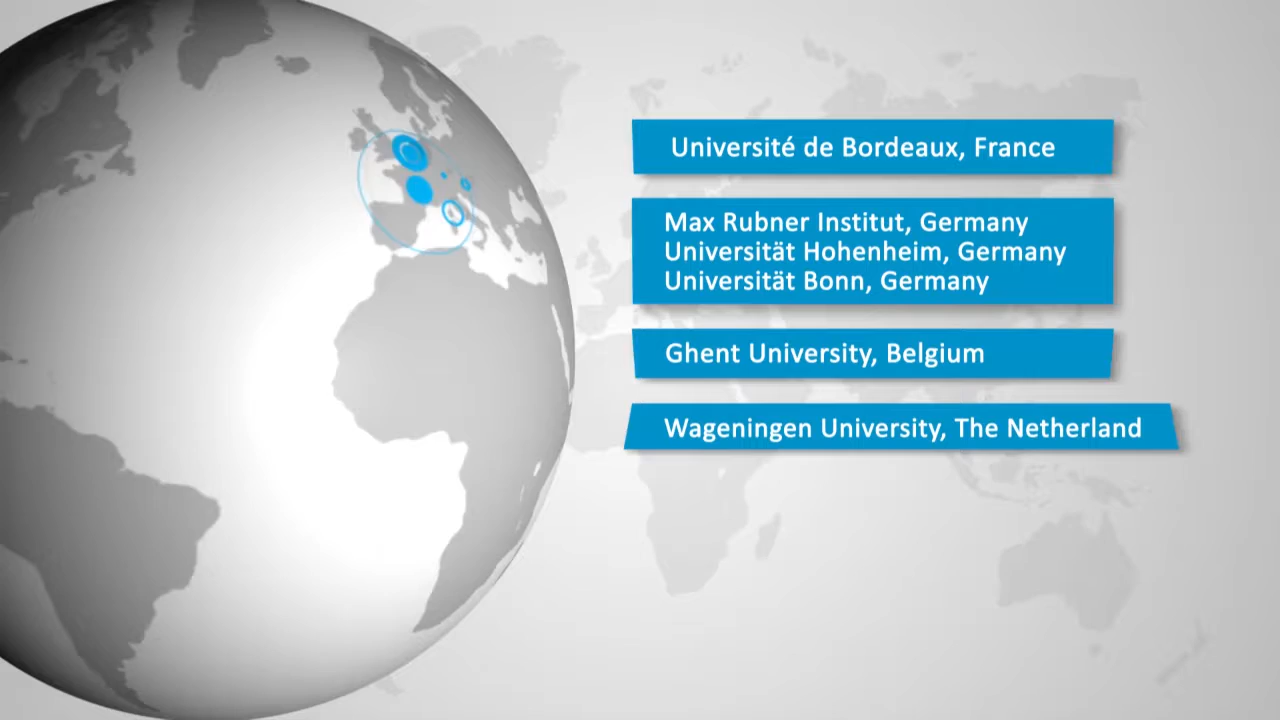 Université de Bordeaux, France
Max Rubner Institut, Germany
Universität Hohenheim, Germany
Universität Bonn, Germany
Ghent University, Belgium
Wageningen University, The Netherland